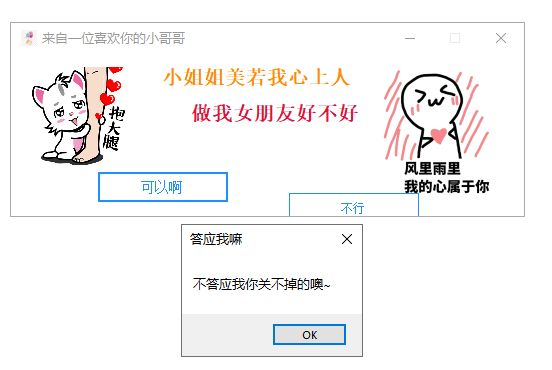 来自一位喜欢你的小哥哥
小姐姐美若我心上人
做我女朋友好不好
抱大腿
风里雨里
我的心属于你
可以啊
不行
答应我嘛
不答应我你关不掉的噢~
OK